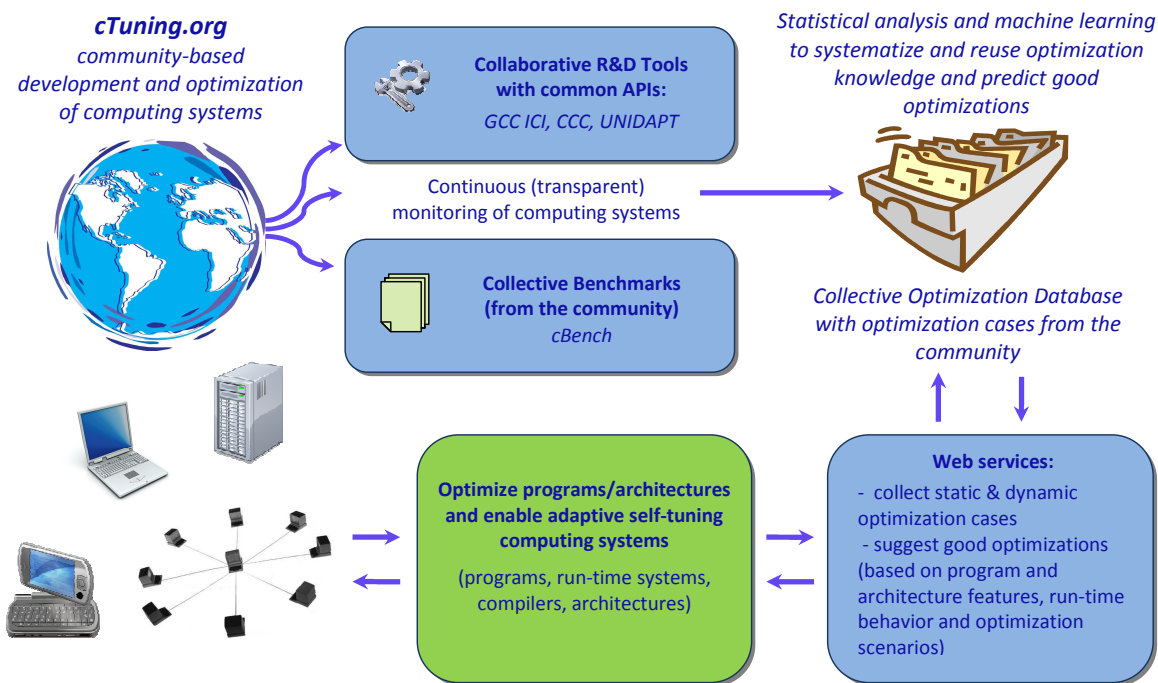 cTuning.org
community-based
development and optimization
of computing systems
Collaborative R&D Tools
with common APIs:
GCC ICI, CCC, UNIDAPT
Continuous (transparent)
monitoring of computing systems
Collective Benchmarks
(from the community)
cBench
Statistical analysis and machine learning
to systematize and reuse optimization
knowledge and predict good
optimizations
Collective Optimization Database
with optimization cases from the
community
Optimize programs/architectures
and enable adaptive self-tuning
computing systems
(programs, run-time systems,
compilers, architectures)
Web services:
- collect static & dynamic
optimization cases
- suggest good optimizations
(based on program and
architecture features, run-time
behavior and optimization
scenarios)